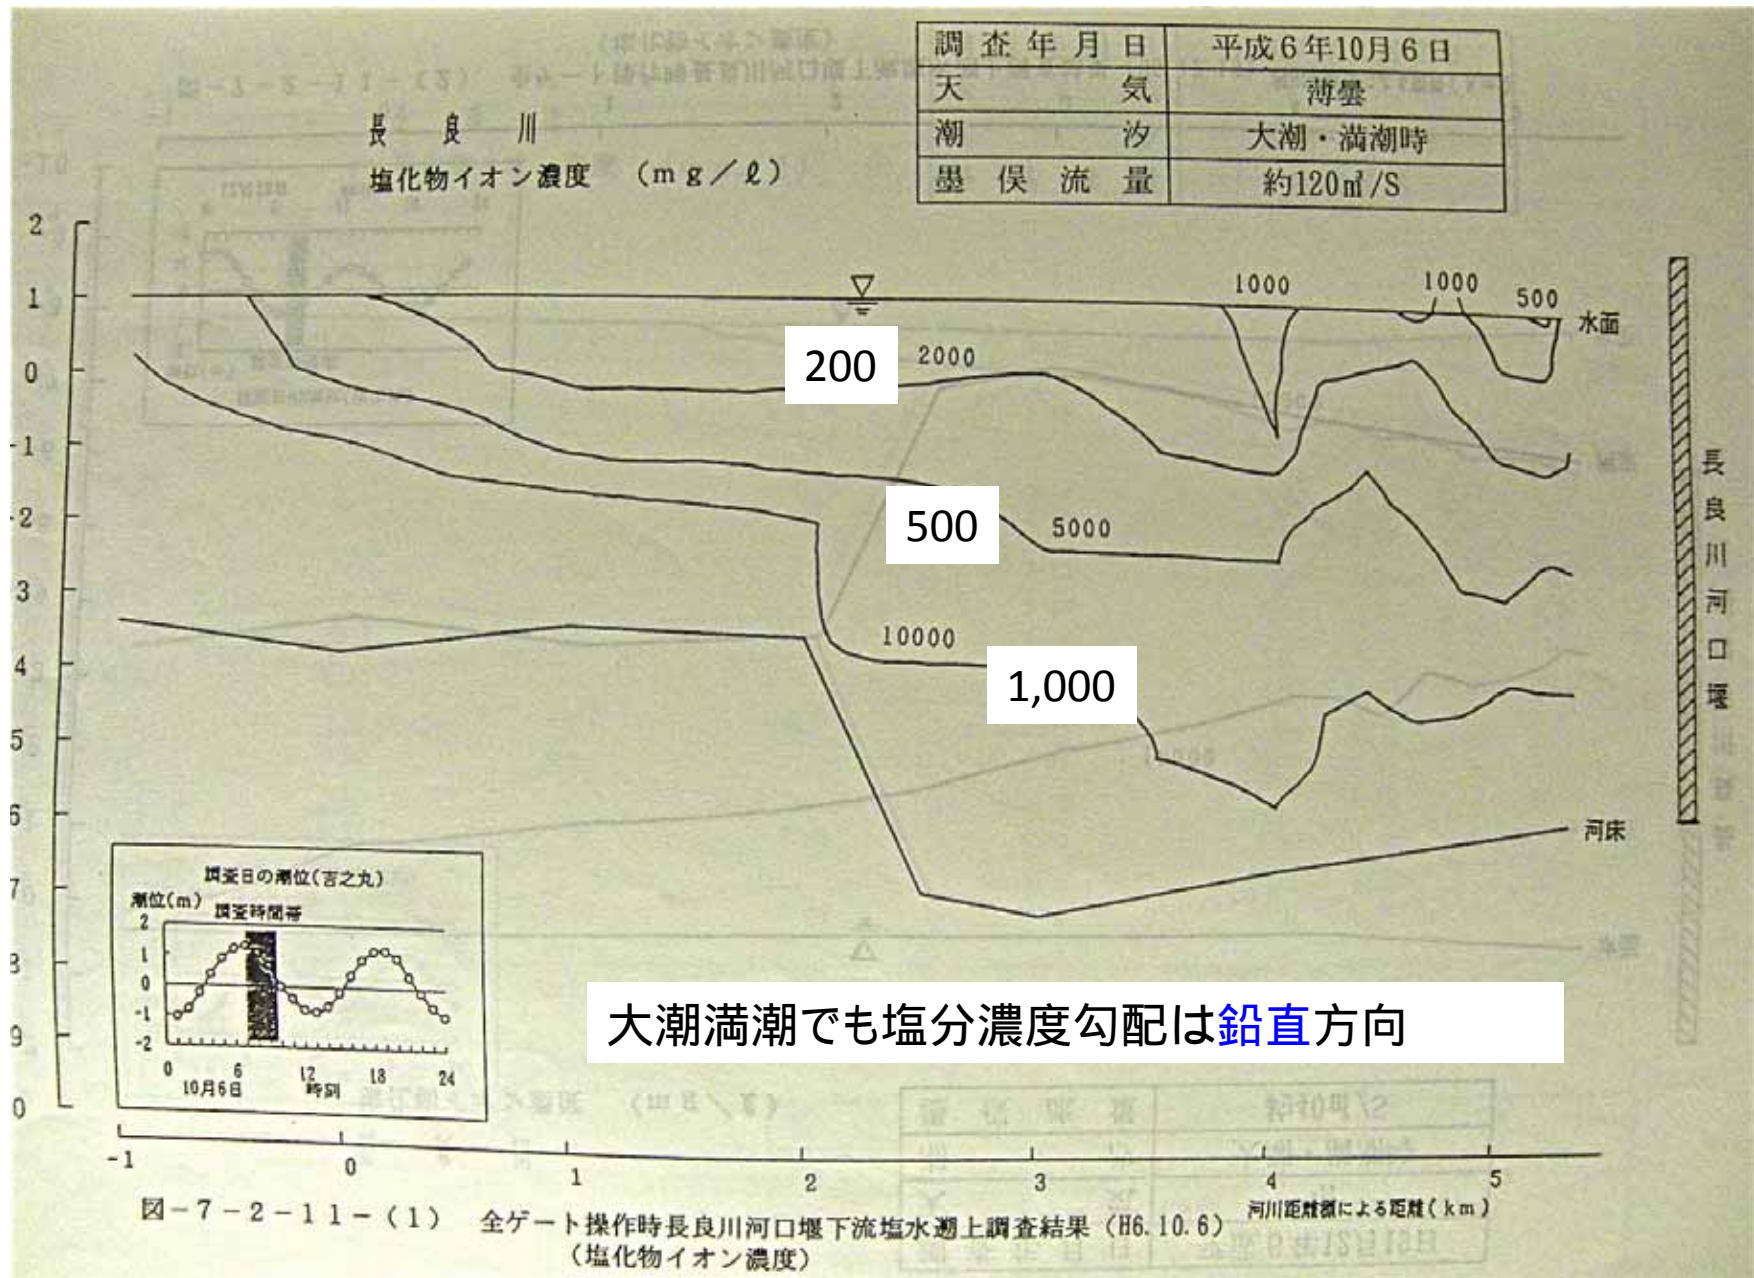 調査年月日 平成6年10月6日
天気 薄曇
潮汐 大潮・満潮時
墨俣流量 約120㎥/S
長良川
塩化物イオン濃度 (mg/ℓ)
2
1
0
-1
-2
3
4
5
6
7
8
9
0
1000
1000
500
水面
200
2000
500
5000
10000
1,000
河床
長良川河口堰
調査日の潮位(吉之丸)
潮位(m)
調査時間帯
2
1
0
-1
-2
0 6 12 18 24
10月6日 時刻
大潮満潮でも塩分濃度勾配は鉛直方向
-1 0 1 2 3 4 5
河川距離標による距離(km)
図-7-2-11-(1) 全ゲート操作時長良川河口堰下流塩水遡上調査結果(H6.10.6)
(塩化物イオン濃度)